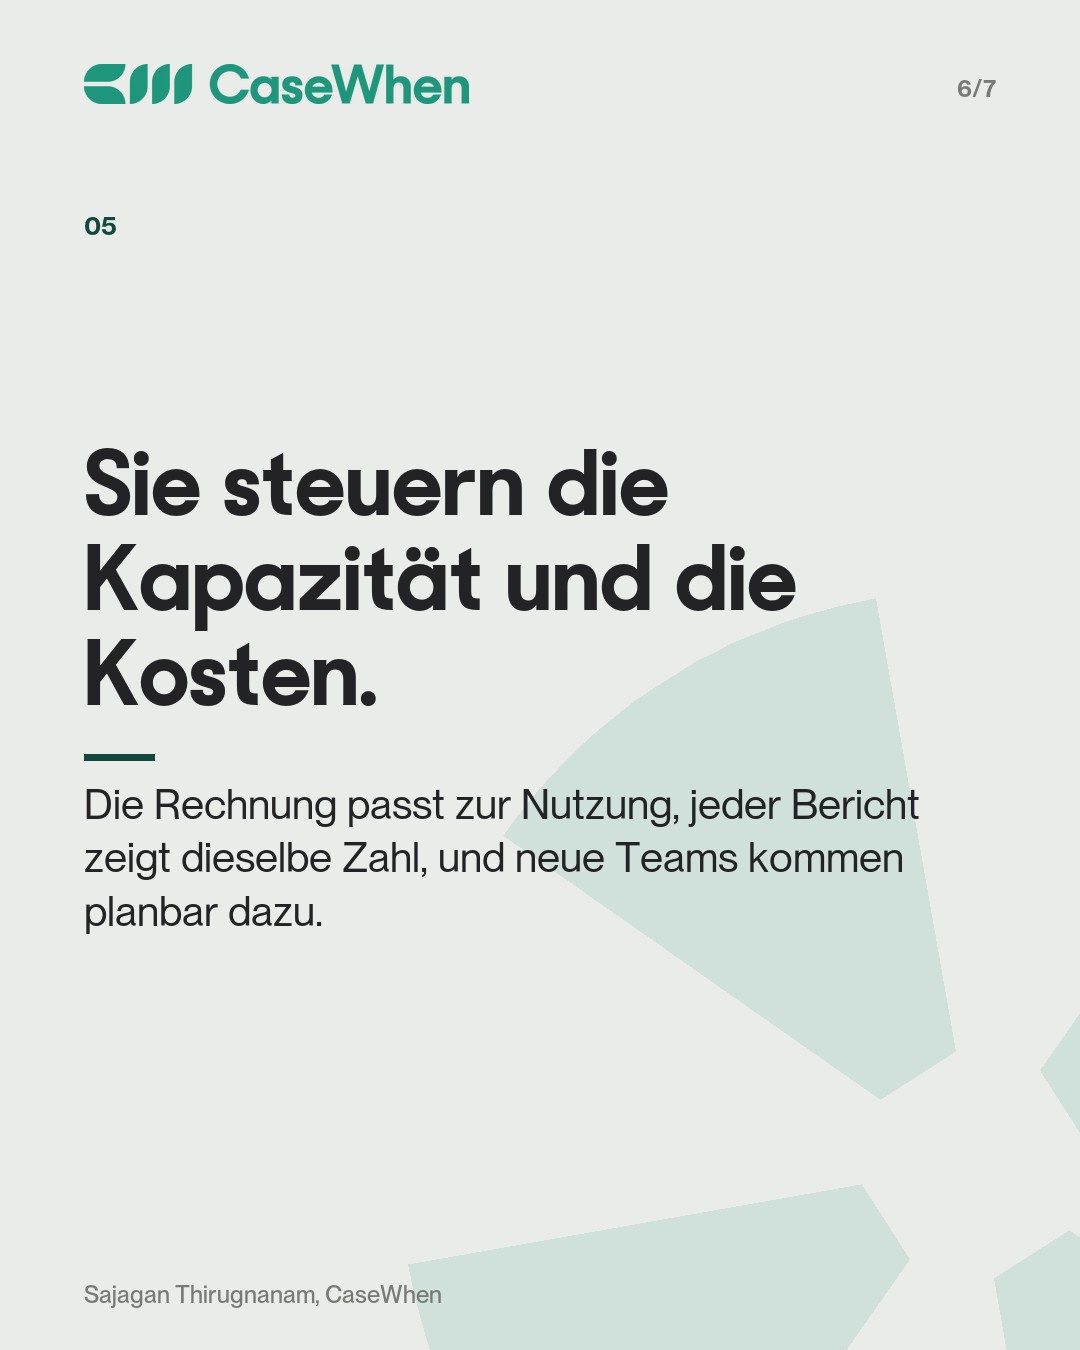 CaseWhen
6/7
05
Sie steuern die
Kapazität und die
Kosten.
Die Rechnung passt zur Nutzung, jeder Bericht
zeigt dieselbe Zahl, und neue Teams kommen
planbar dazu.
Sajagan Thirugnanam, CaseWhen